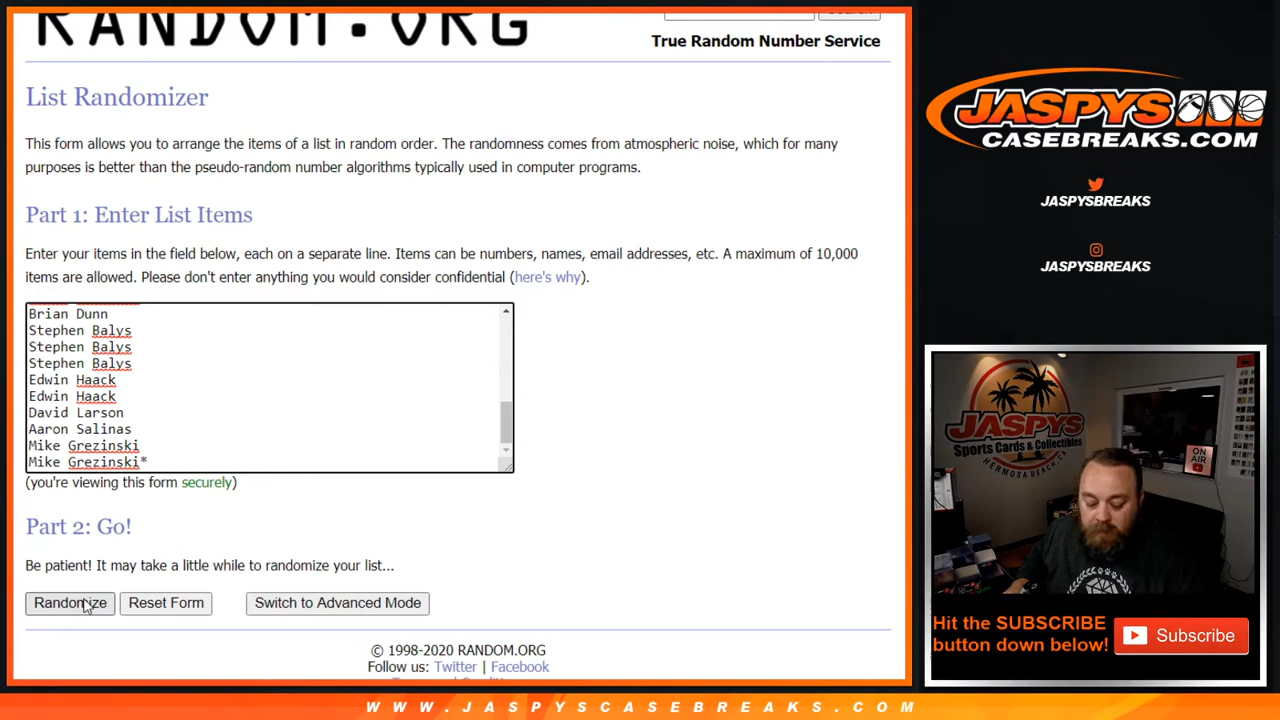 RANDOM.ORG
Search
True Random Number Service
List Randomizer
This form allows you to arrange the items of a list in random order. The randomness comes from atmospheric noise, which for many
purposes is better than the pseudo-random number algorithms typically used in computer programs.
Part 1: Enter List Items
Enter your items in the field below, each on a separate line. Items can be numbers, names, email addresses, etc. A maximum of 10,000
items are allowed. Please don't enter anything you would consider confidential (here's why).
Brian Dunn
Stephen Balys
Stephen Balys
Stephen Balys
Edwin Haack
Edwin Haack
David Larson
Aaron Salinas
Mike Grezinski
Mike Grezinski*
(you're viewing this form securely)
Part 2: Go!
Be patient! It may take a little while to randomize your list...
Randomize Reset Form Switch to Advanced Mode
© 1998-2020 RANDOM.ORG
Follow us: Twitter | Facebook
JASPYS
CASEBREAKS.COM
JASPYSBREAKS
JASPYSBREAKS
JASPYS
Sports Cards & Collectibles
HERMOSA BEACH, CA
ON
AIR
Hit the SUBSCRIBE
button down below!
Subscribe
WWW.JASPYSCASEBREAKS.COM